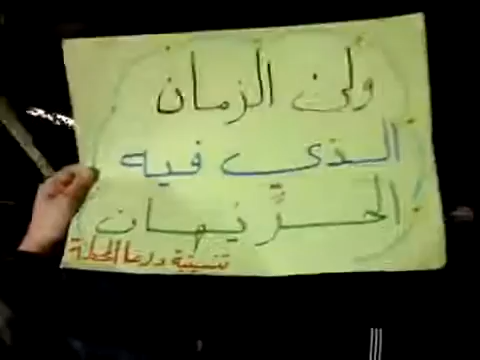 ولىٰ الزمان
الذي فيه
الحرّ يهان
تنسيقية درعا المحطة